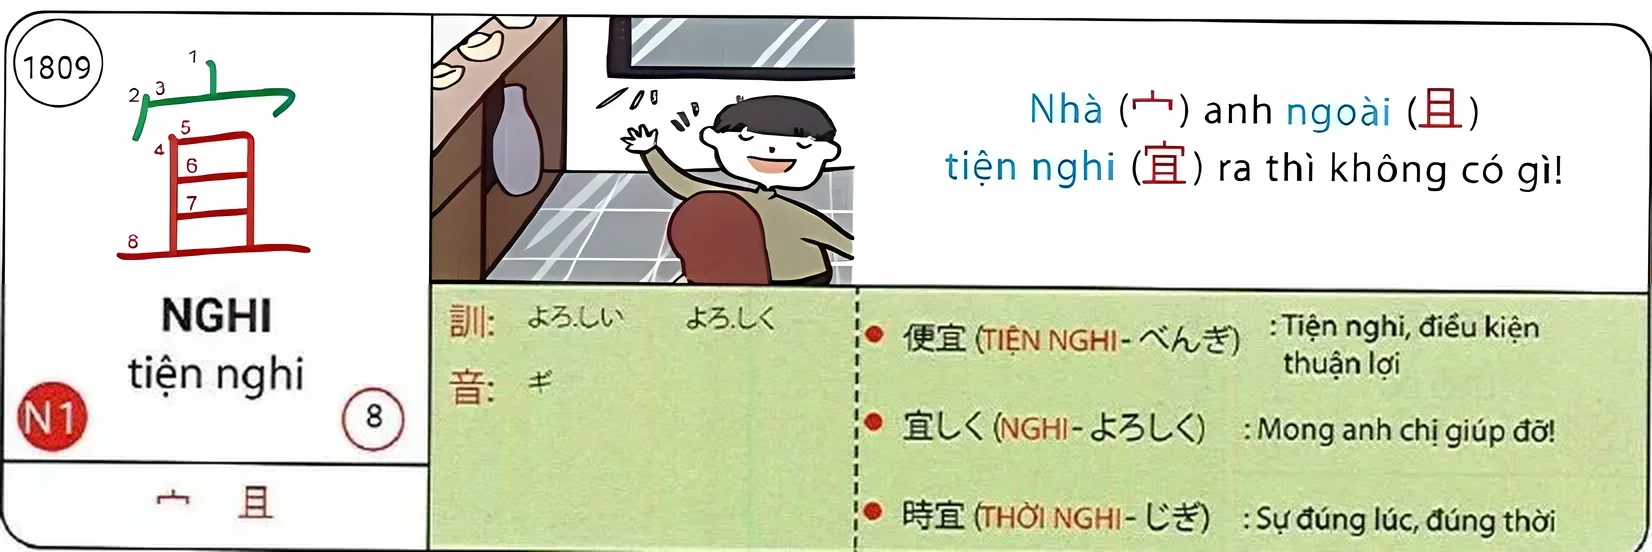 1809
1
2 3
5
4
6
7
8
宜
NGHI
tiện nghi
N1
8
宀 且
Nhà (宀) anh ngoài (且)
tiện nghi (宜) ra thì không có gì!
訓: よろ.しい よろ.しく
音: ギ
便宜 (TIỆN NGHI - べんぎ) : Tiện nghi, điều kiện
thuận lợi
宜しく (NGHI - よろしく) : Mong anh chị giúp đỡ!
時宜 (THỜI NGHI - じぎ) : Sự đúng lúc, đúng thời